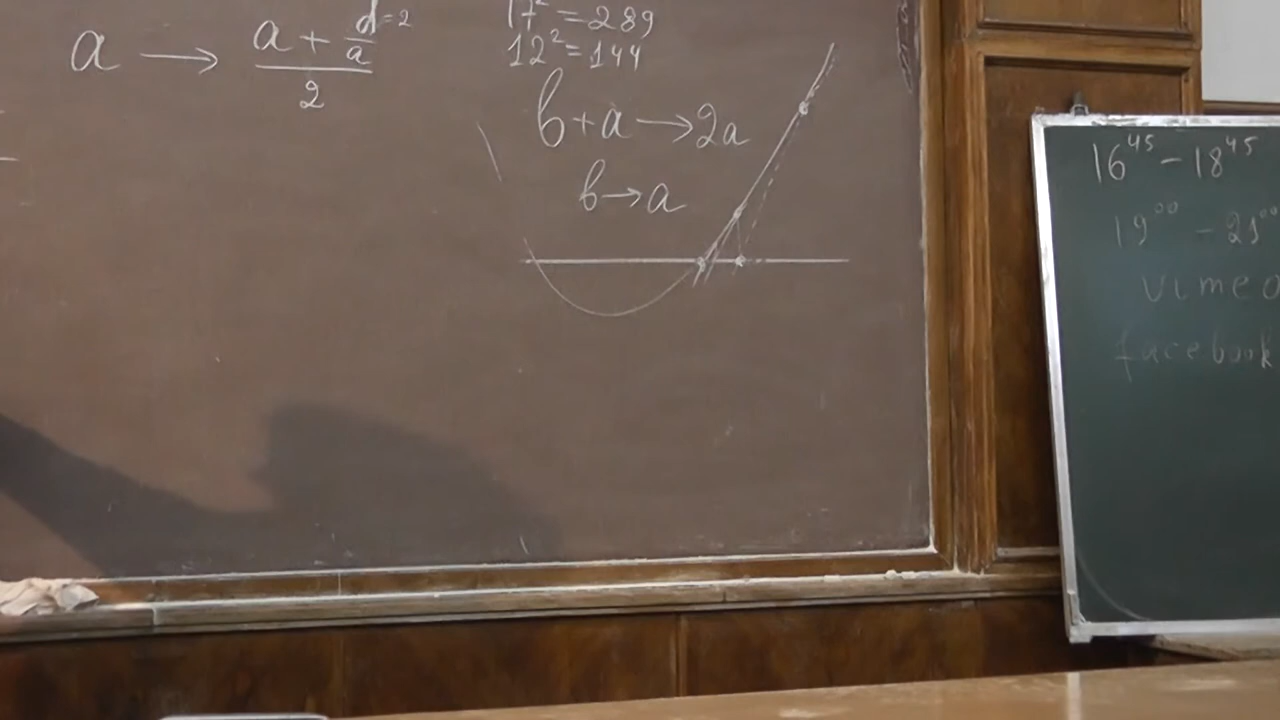 a → (a + d/a)/2
d=2
17² = 289
12² = 144
b+a → 2a
b → a
16⁴⁵ - 18⁴⁵
19⁰⁰ - 21⁰⁰
vimeo
facebook